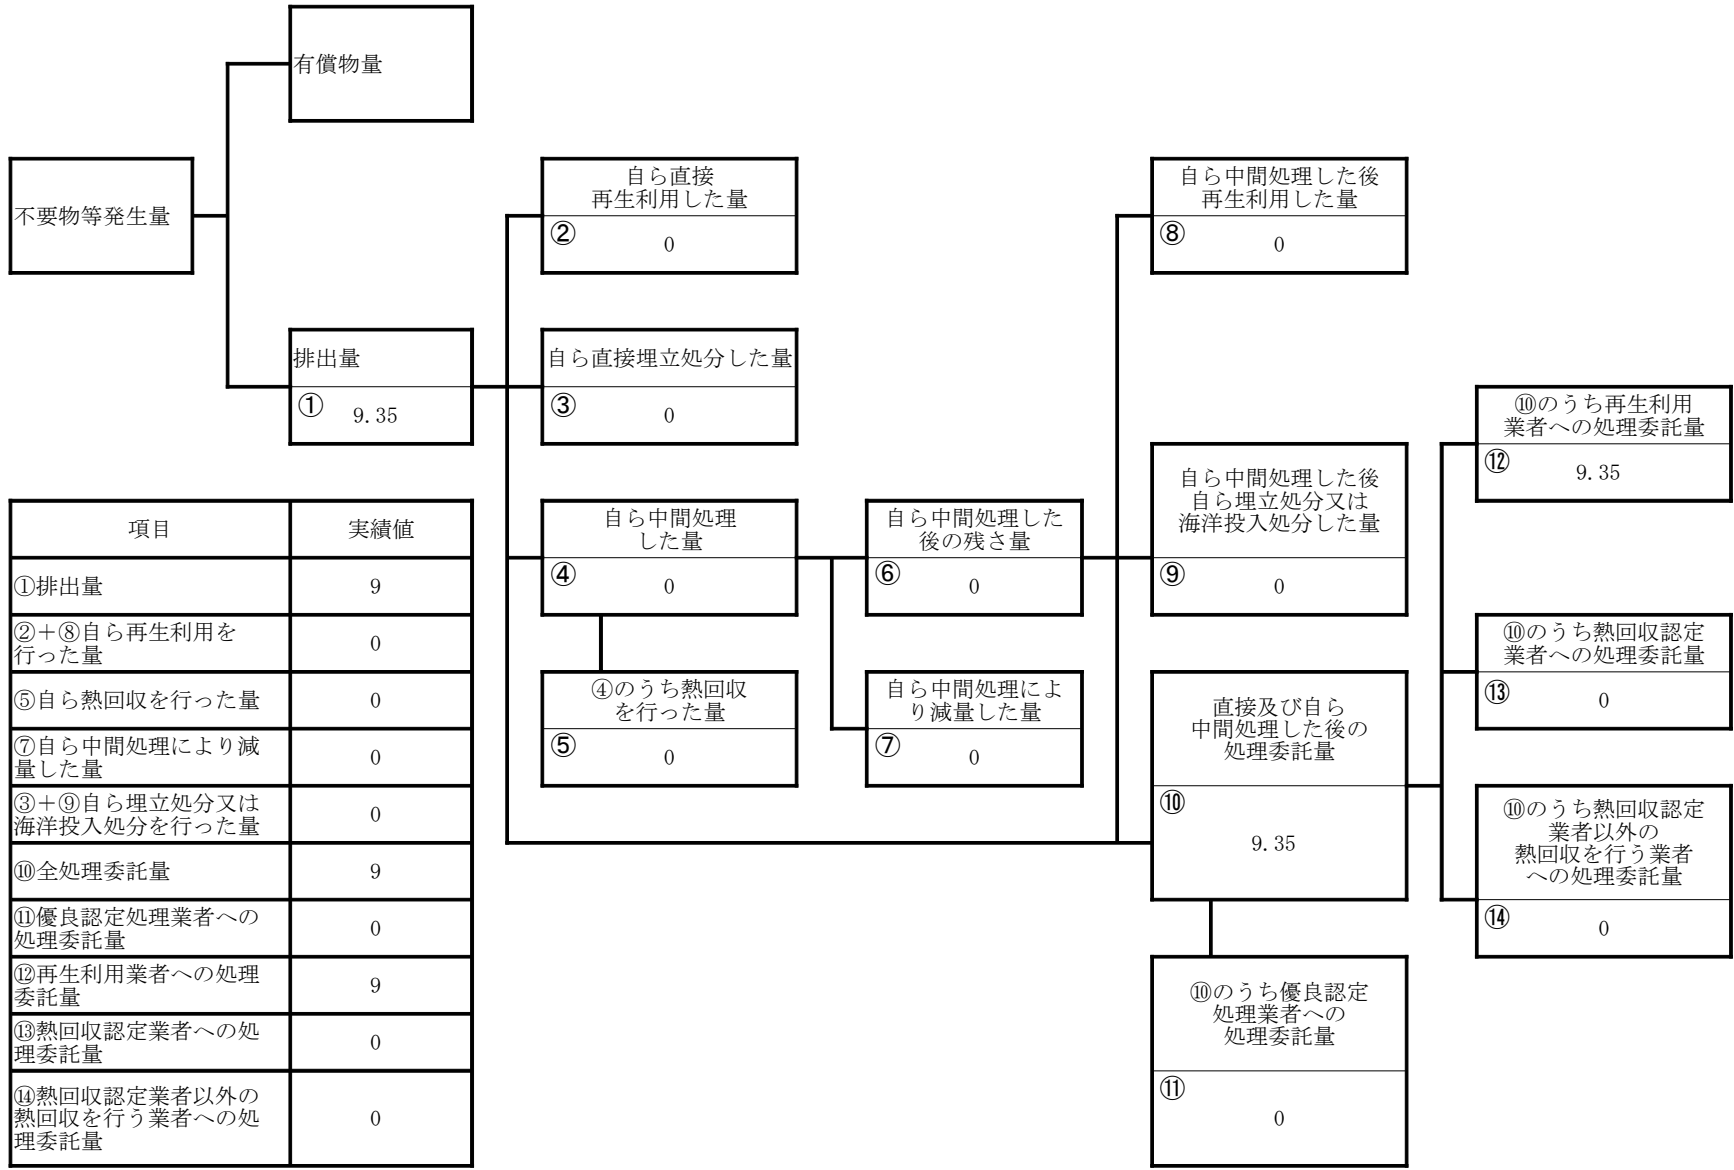 有償物量
不要物等発生量
自ら直接
再生利用した量
②
0
自ら中間処理した後
再生利用した量
⑧
0
排出量
①
9.35
自ら直接埋立処分した量
③
0
⑩のうち再生利用
業者への処理委託量
⑫
9.35
自ら中間処理
した量
④
0
自ら中間処理した
後の残さ量
⑥
0
自ら中間処理した後
自ら埋立処分又は
海洋投入処分した量
⑨
0
⑩のうち熱回収認定
業者への処理委託量
⑬
0
④のうち熱回収
を行った量
⑤
0
自ら中間処理によ
り減量した量
⑦
0
直接及び自ら
中間処理した後の
処理委託量
⑩
9.35
⑩のうち熱回収認定
業者以外の
熱回収を行う業者
への処理委託量
⑭
0
⑩のうち優良認定
処理業者への
処理委託量
⑪
0
項目 実績値
①排出量 9
②＋⑧自ら再生利用を
行った量 0
⑤自ら熱回収を行った量 0
⑦自ら中間処理により減
量した量 0
③＋⑨自ら埋立処分又は
海洋投入処分を行った量 0
⑩全処理委託量 9
⑪優良認定処理業者への
処理委託量 0
⑫再生利用業者への処理
委託量 9
⑬熱回収認定業者への処
理委託量 0
⑭熱回収認定業者以外の
熱回収を行う業者への処
理委託量 0